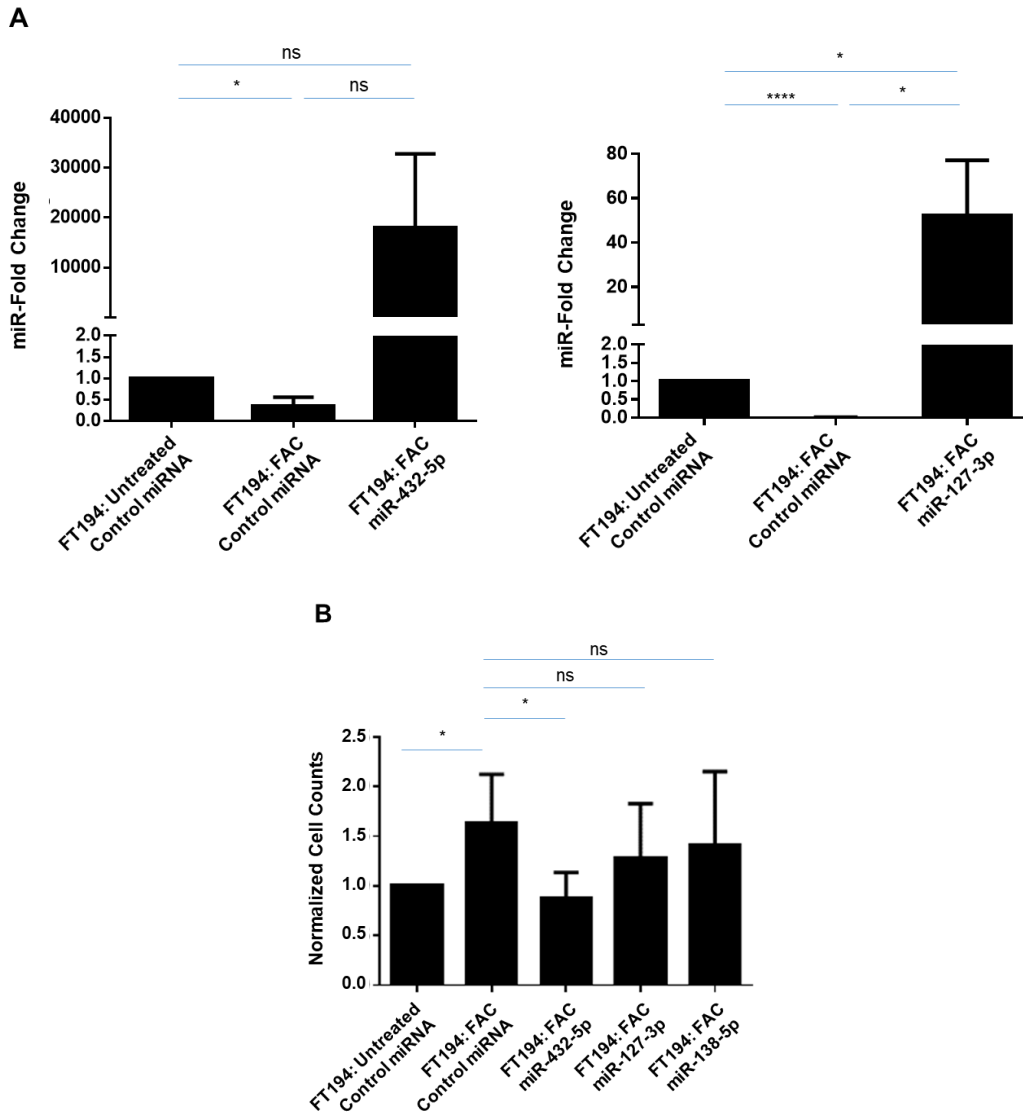 A
ns
*
ns
40000
30000
20000
10000
2.0
1.5
1.0
0.5
0.0
miR-Fold Change
FT194: Untreated
Control miRNA
FT194: FAC
Control miRNA
FT194: FAC
miR-432-5p
*
****
*
80
60
40
20
2.0
1.5
1.0
0.5
0.0
miR-Fold Change
FT194: Untreated
Control miRNA
FT194: FAC
Control miRNA
FT194: FAC
miR-127-3p
B
ns
ns
*
*
2.5
2.0
1.5
1.0
0.5
0.0
Normalized Cell Counts
FT194: Untreated
Control miRNA
FT194: FAC
Control miRNA
FT194: FAC
miR-432-5p
FT194: FAC
miR-127-3p
FT194: FAC
miR-138-5p